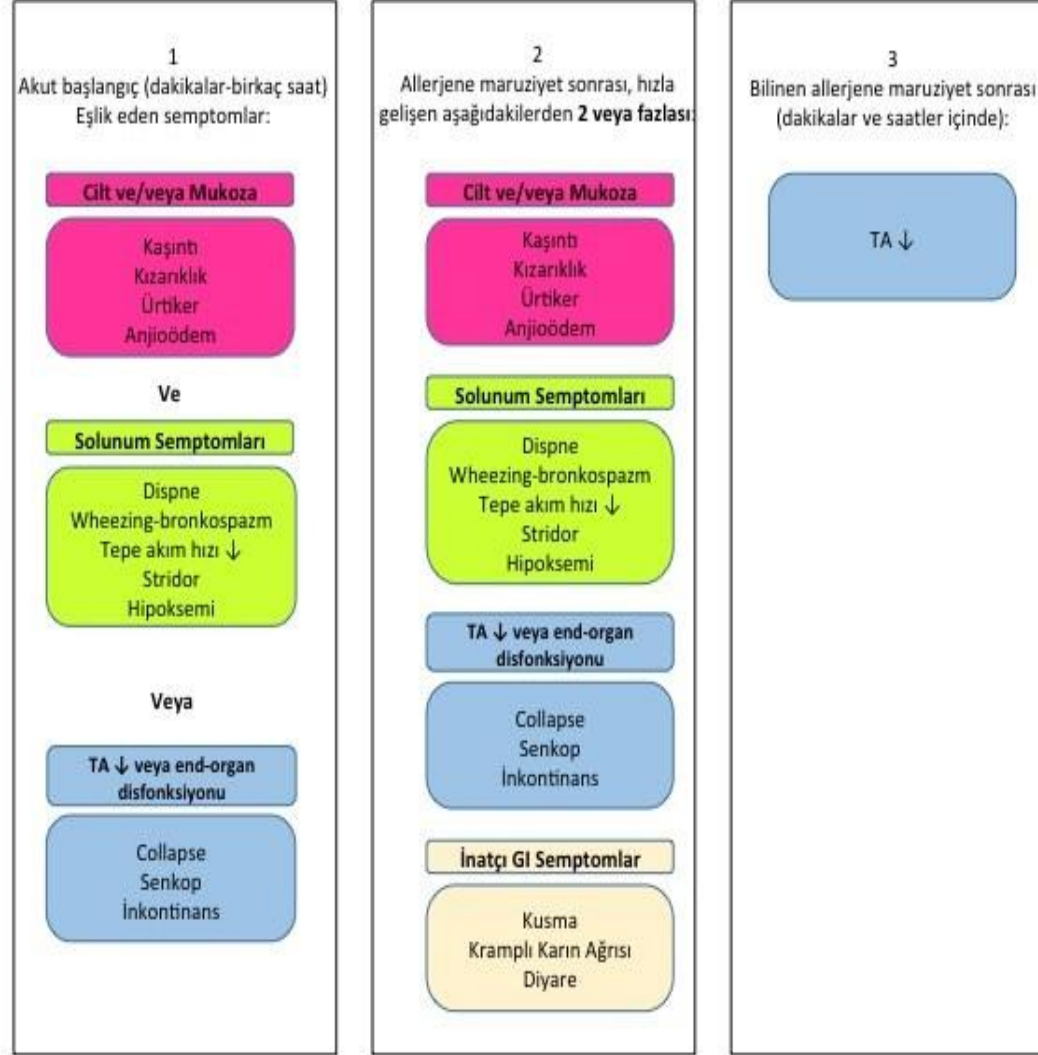 1
Akut başlangıç (dakikalar-birkaç saat)
Eşlik eden semptomlar:
Cilt ve/veya Mukoza
Kaşıntı
Kızarıklık
Ürtiker
Anjioödem
Ve
Solunum Semptomları
Dispne
Wheezing-bronkospazm
Tepe akım hızı ↓
Stridor
Hipoksemi
Veya
TA ↓ veya end-organ
disfonksiyonu
Collapse
Senkop
İnkontinans
2
Allerjene maruziyet sonrası, hızla
gelişen aşağıdakilerden 2 veya fazlası:
Cilt ve/veya Mukoza
Kaşıntı
Kızarıklık
Ürtiker
Anjioödem
Solunum Semptomları
Dispne
Wheezing-bronkospazm
Tepe akım hızı ↓
Stridor
Hipoksemi
TA ↓ veya end-organ
disfonksiyonu
Collapse
Senkop
İnkontinans
İnatçı GI Semptomlar
Kusma
Kramplı Karın Ağrısı
Diyare
3
Bilinen allerjene maruziyet sonrası
(dakikalar ve saatler içinde):
TA ↓